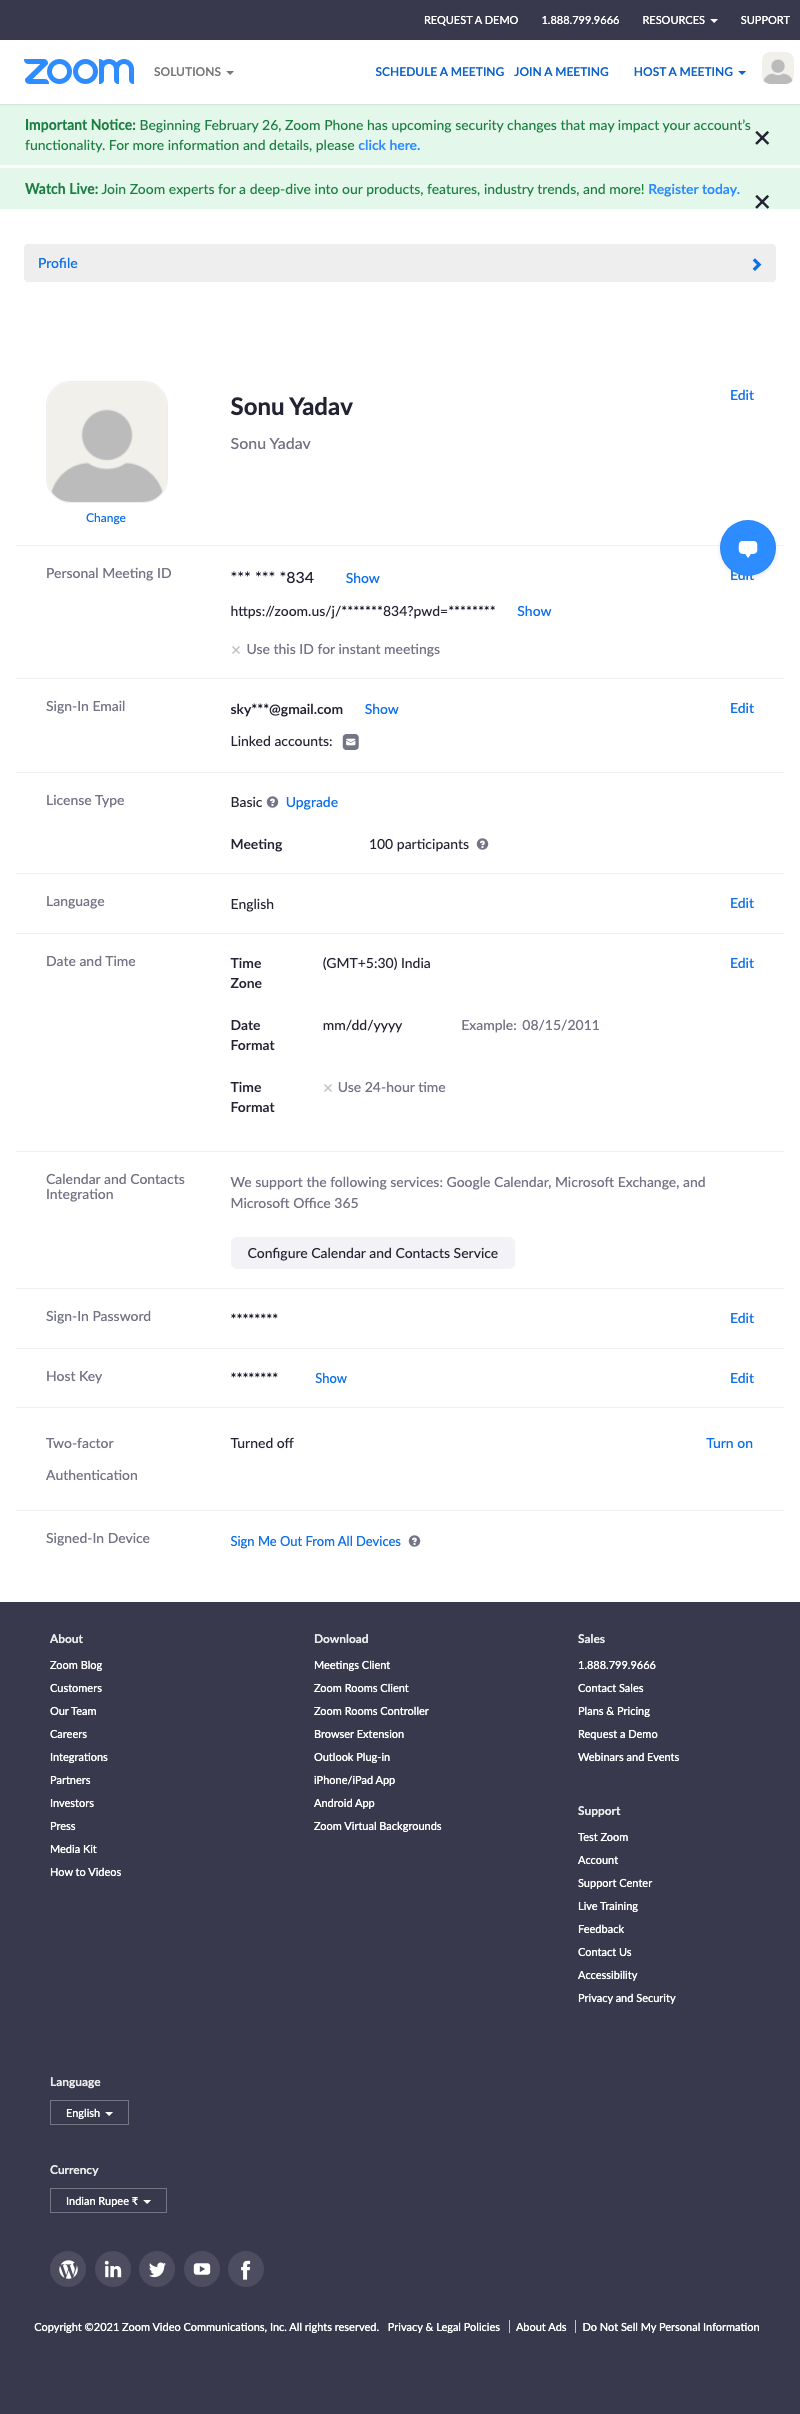 REQUEST A DEMO 1.888.799.9666 RESOURCES SUPPORT
zoom SOLUTIONS SCHEDULE A MEETING JOIN A MEETING HOST A MEETING
Important Notice: Beginning February 26, Zoom Phone has upcoming security changes that may impact your account's
functionality. For more information and details, please click here.
Watch Live: Join Zoom experts for a deep-dive into our products, features, industry trends, and more! Register today.
Profile
Sonu Yadav
Edit
Sonu Yadav
Change
Personal Meeting ID
*** *** *834 Show
Edit
https://zoom.us/j/*******834?pwd=******** Show
Use this ID for instant meetings
Sign-In Email
sky***@gmail.com Show
Edit
Linked accounts:
License Type
Basic Upgrade
Meeting 100 participants
Language
English
Edit
Date and Time
Time
Zone
(GMT+5:30) India
Edit
Date
Format
mm/dd/yyyy Example: 08/15/2011
Time
Format
Use 24-hour time
Calendar and Contacts
Integration
We support the following services: Google Calendar, Microsoft Exchange, and
Microsoft Office 365
Configure Calendar and Contacts Service
Sign-In Password
********
Edit
Host Key
******** Show
Edit
Two-factor
Authentication
Turned off
Turn on
Signed-In Device
Sign Me Out From All Devices
About
Zoom Blog
Customers
Our Team
Careers
Integrations
Partners
Investors
Press
Media Kit
How to Videos
Download
Meetings Client
Zoom Rooms Client
Zoom Rooms Controller
Browser Extension
Outlook Plug-in
iPhone/iPad App
Android App
Zoom Virtual Backgrounds
Sales
1.888.799.9666
Contact Sales
Plans & Pricing
Request a Demo
Webinars and Events
Support
Test Zoom
Account
Support Center
Live Training
Feedback
Contact Us
Accessibility
Privacy and Security
Language
English
Currency
Indian Rupee ₹
Copyright ©2021 Zoom Video Communications, Inc. All rights reserved. Privacy & Legal Policies About Ads Do Not Sell My Personal Information